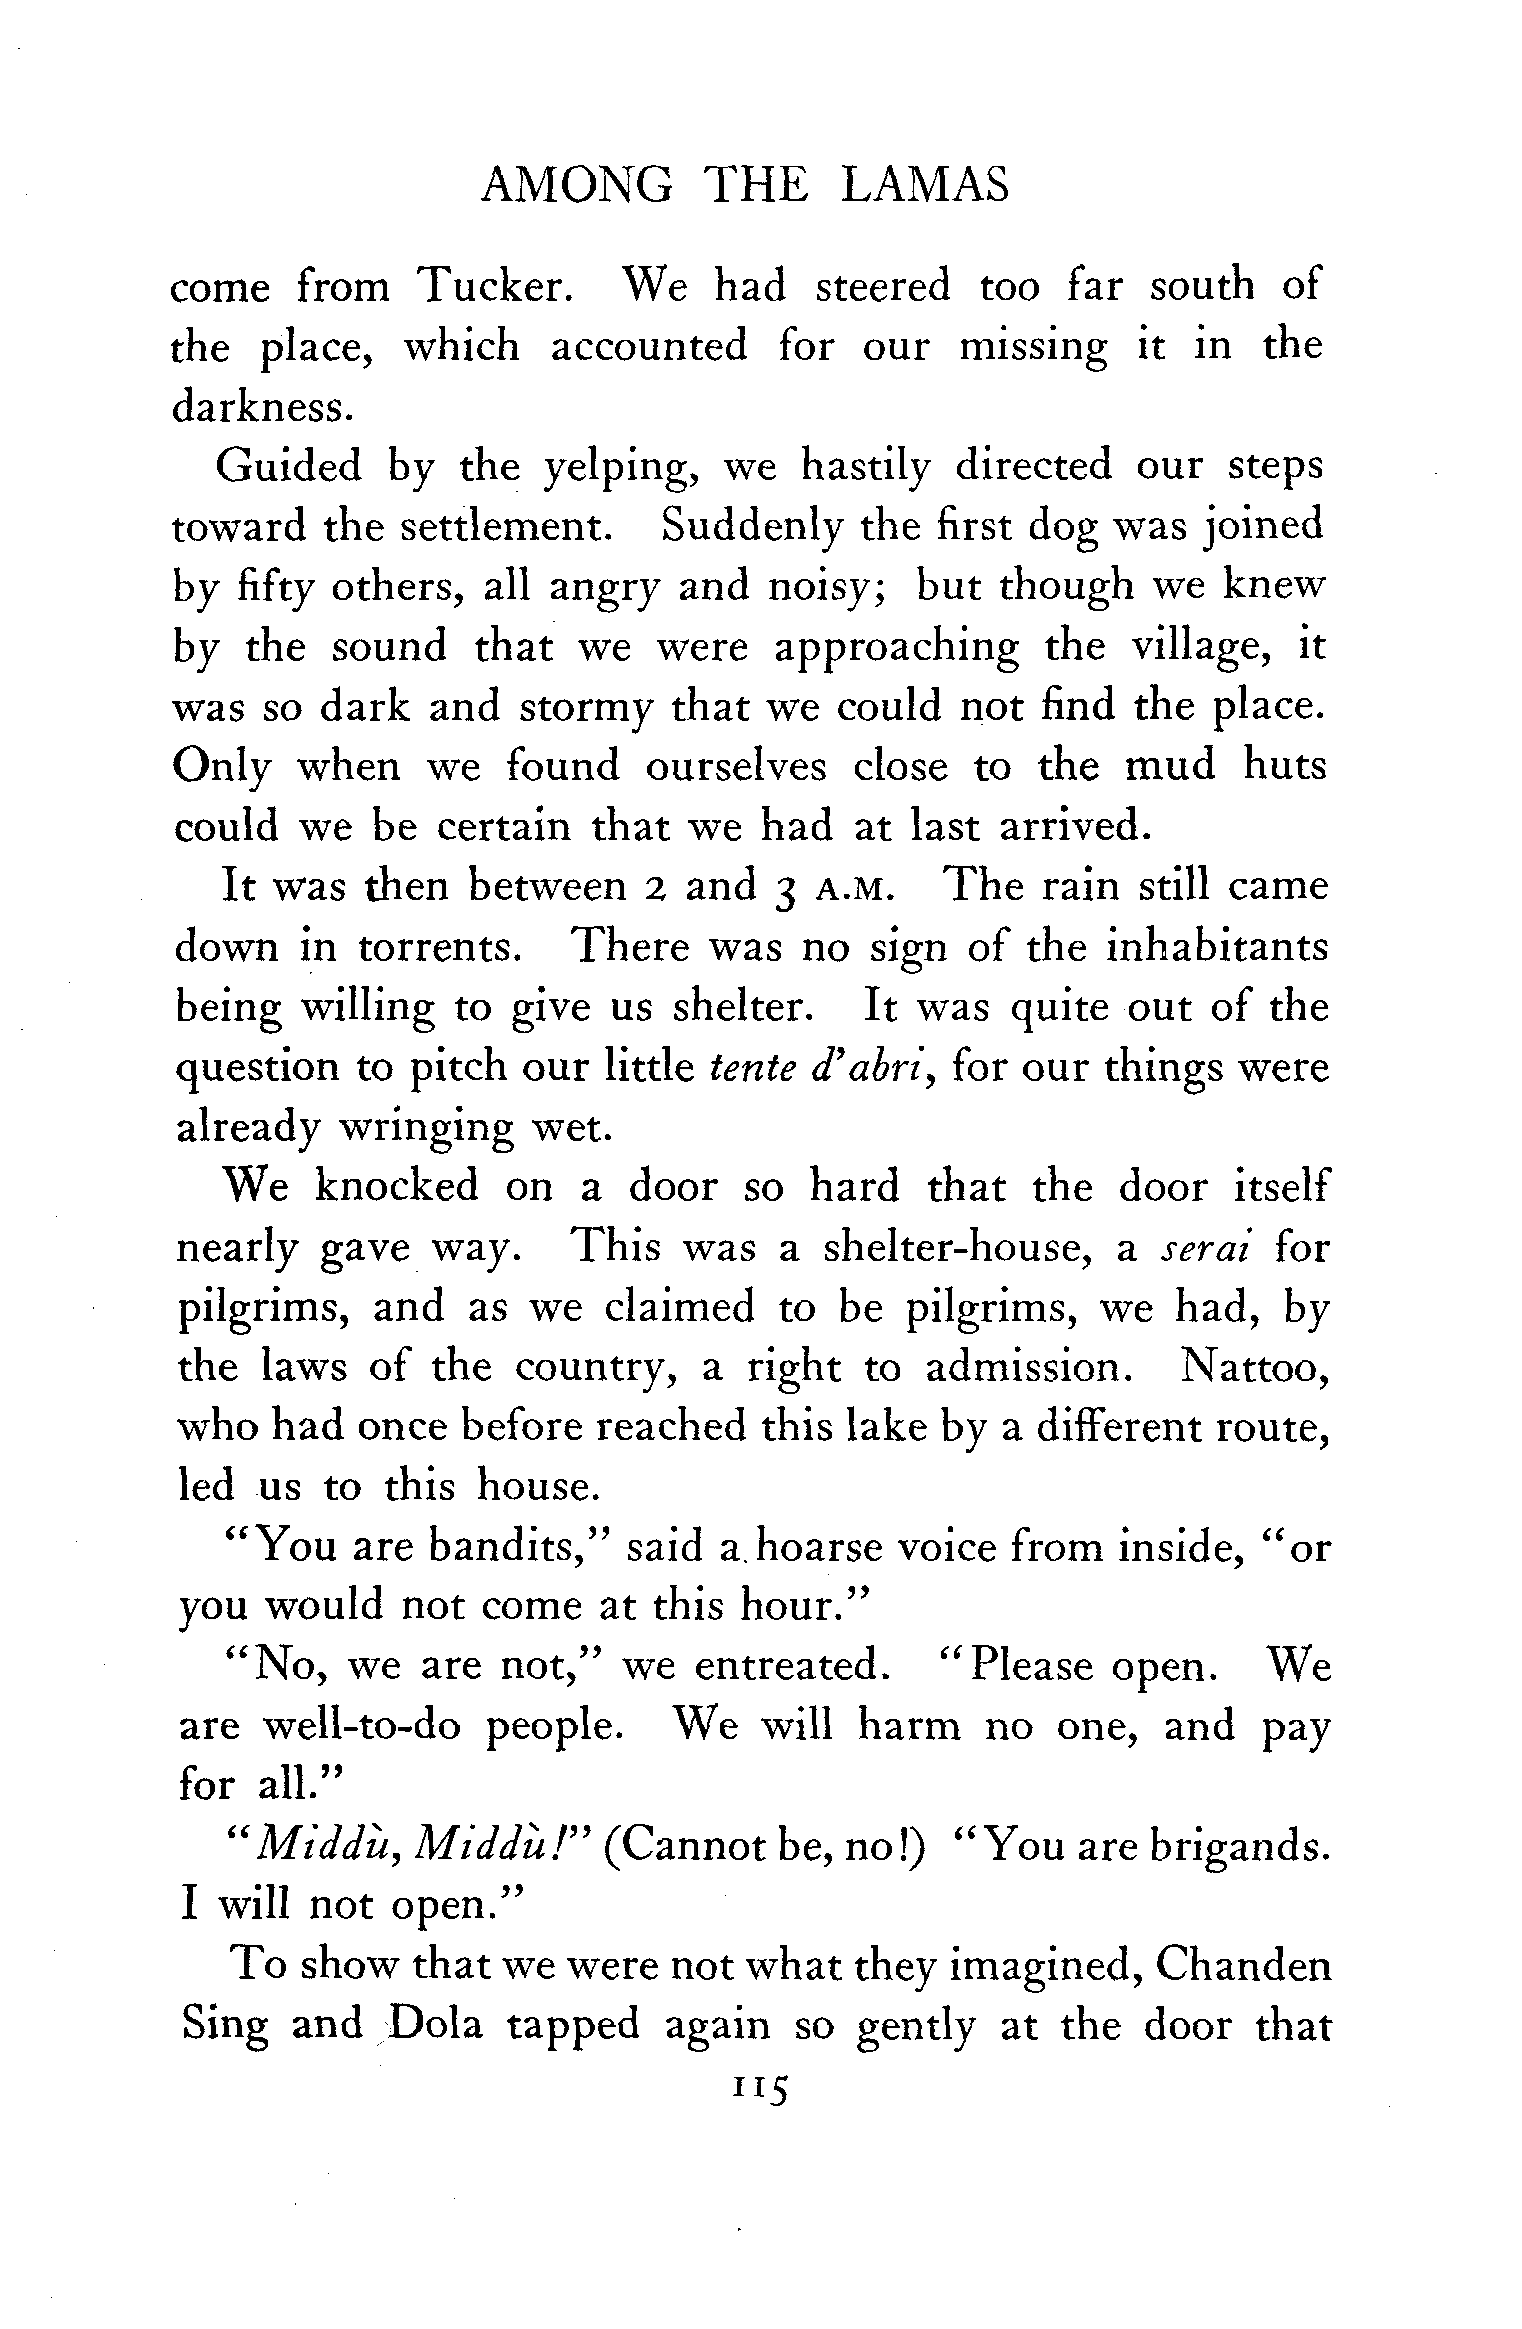 AMONG THE LAMAS
come from Tucker. We had steered too far south of
the place, which accounted for our missing it in the
darkness.
Guided by the yelping, we hastily directed our steps
toward the settlement. Suddenly the first dog was joined
by fifty others, all angry and noisy; but though we knew
by the sound that we were approaching the village, it
was so dark and stormy that we could not find the place.
Only when we found ourselves close to the mud huts
could we be certain that we had at last arrived.
It was then between 2 and 3 A.M. The rain still came
down in torrents. There was no sign of the inhabitants
being willing to give us shelter. It was quite out of the
question to pitch our little tente d'abri, for our things were
already wringing wet.
We knocked on a door so hard that the door itself
nearly gave way. This was a shelter-house, a serai for
pilgrims, and as we claimed to be pilgrims, we had, by
the laws of the country, a right to admission. Nattoo,
who had once before reached this lake by a different route,
led us to this house.
"You are bandits," said a hoarse voice from inside, "or
you would not come at this hour."
"No, we are not," we entreated. "Please open. We
are well-to-do people. We will harm no one, and pay
for all."
"Middù, Middù!" (Cannot be, no!) "You are brigands.
I will not open."
To show that we were not what they imagined, Chanden
Sing and Dola tapped again so gently at the door that
115